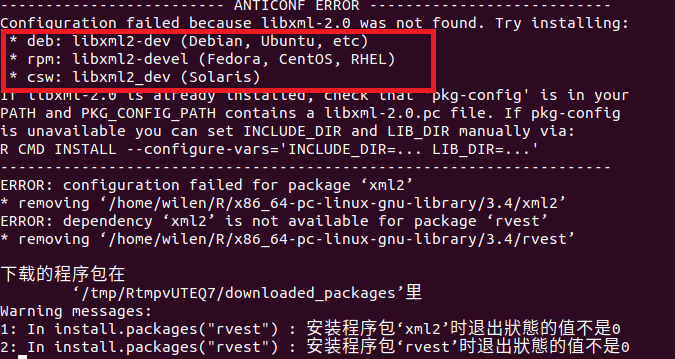 ------------------------- ANTICONF ERROR ---------------------------
Configuration failed because libxml-2.0 was not found. Try installing:
 * deb: libxml2-dev (Debian, Ubuntu, etc)
 * rpm: libxml2-devel (Fedora, CentOS, RHEL)
 * csw: libxml2_dev (Solaris)
If libxml-2.0 is already installed, check that 'pkg-config' is in your
PATH and PKG_CONFIG_PATH contains a libxml-2.0.pc file. If pkg-config
is unavailable you can set INCLUDE_DIR and LIB_DIR manually via:
R CMD INSTALL --configure-vars='INCLUDE_DIR=... LIB_DIR=...'
--------------------------------------------------------------------
ERROR: configuration failed for package ‘xml2’
* removing ‘/home/wilen/R/x86_64-pc-linux-gnu-library/3.4/xml2’
ERROR: dependency ‘xml2’ is not available for package ‘rvest’
* removing ‘/home/wilen/R/x86_64-pc-linux-gnu-library/3.4/rvest’
下载的程序包在
‘/tmp/RtmpvUTEQ7/downloaded_packages’里
Warning messages:
1: In install.packages("rvest") : 安装程序包‘xml2’时退出狀態的值不是0
2: In install.packages("rvest") : 安装程序包‘rvest’时退出狀態的值不是0